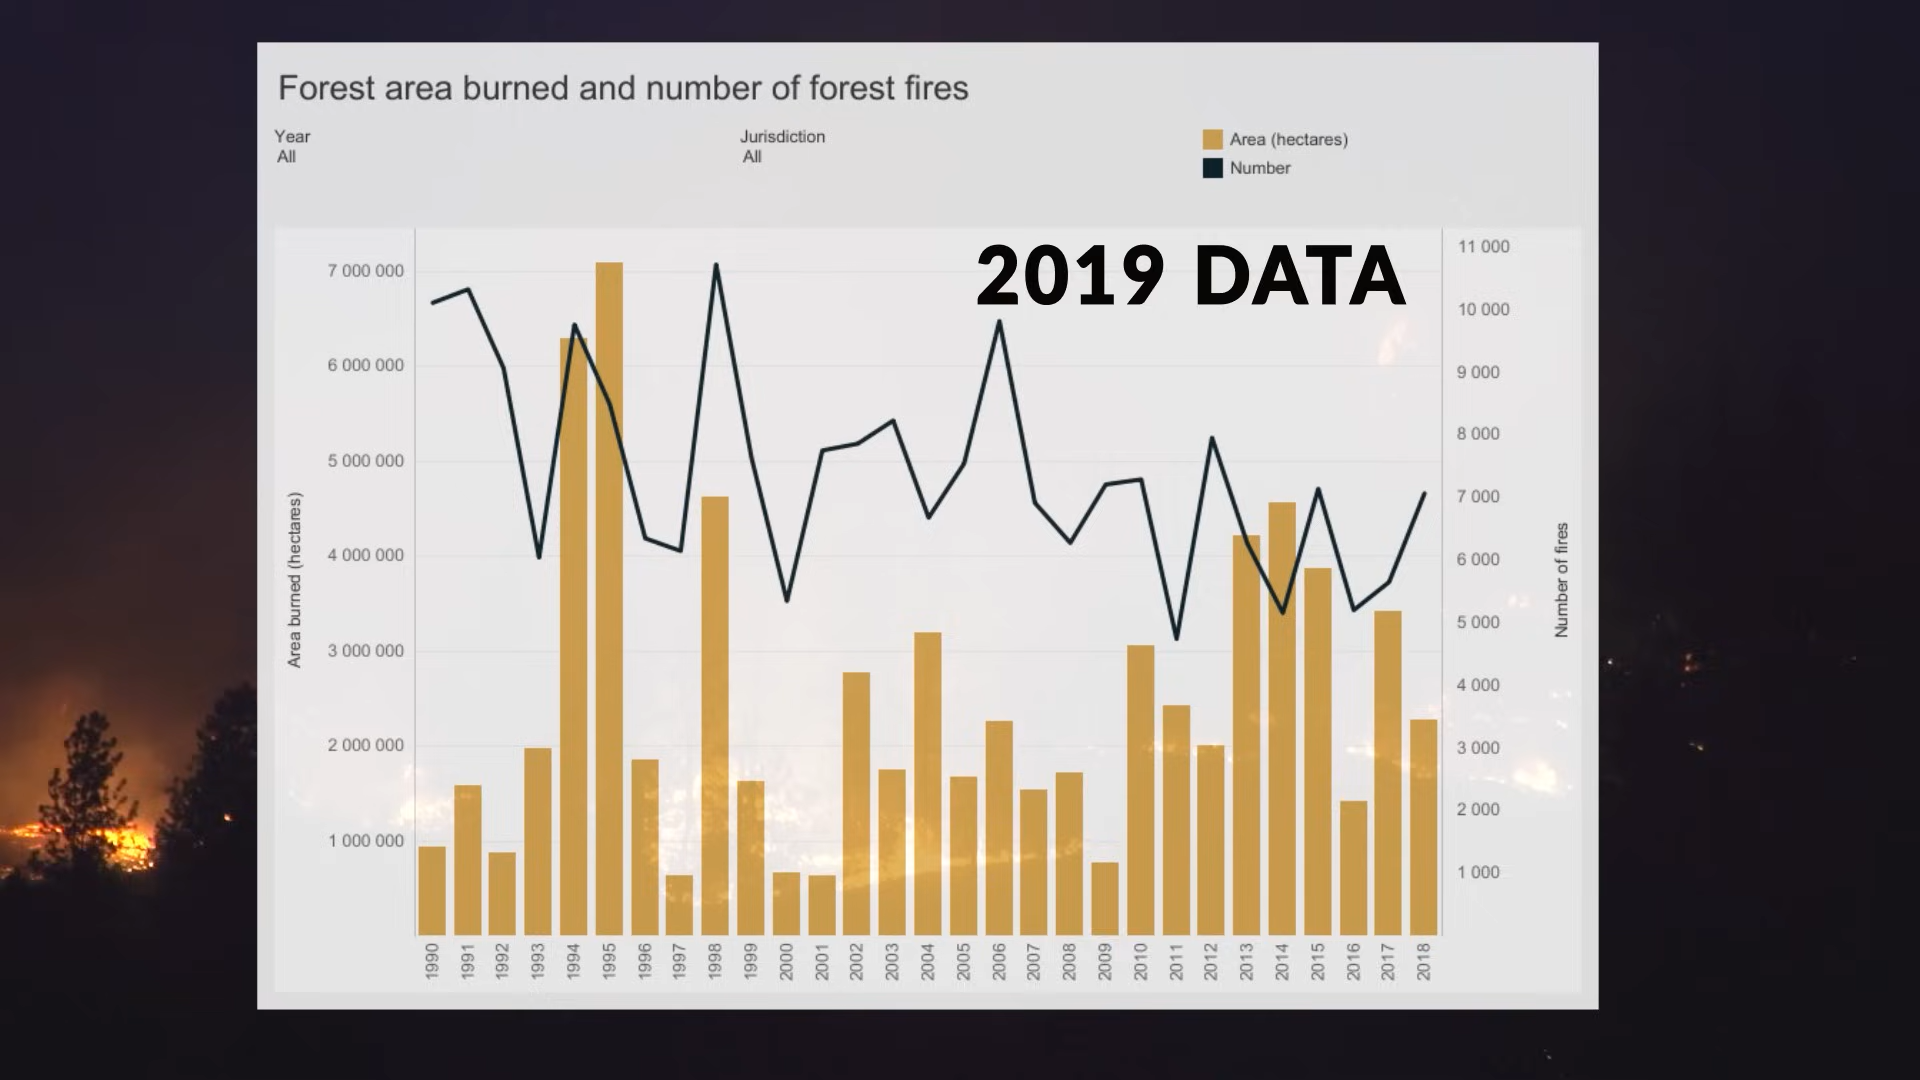 Forest area burned and number of forest fires
Year
All
Jurisdiction
All
Area (hectares)
Number
2019 DATA
7 000 000
6 000 000
5 000 000
4 000 000
3 000 000
2 000 000
1 000 000
Area burned (hectares)
11 000
10 000
9 000
8 000
7 000
6 000
5 000
4 000
3 000
2 000
1 000
Number of fires
1990
1991
1992
1993
1994
1995
1996
1997
1998
1999
2000
2001
2002
2003
2004
2005
2006
2007
2008
2009
2010
2011
2012
2013
2014
2015
2016
2017
2018